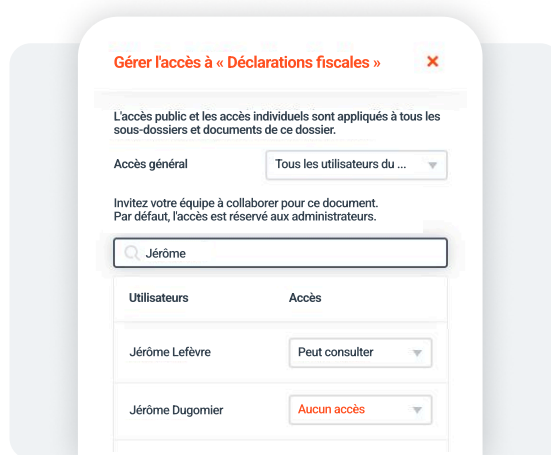 Gérer l'accès à « Déclarations fiscales »
L'accès public et les accès individuels sont appliqués à tous les
sous-dossiers et documents de ce dossier.
Accès général
Tous les utilisateurs du ...
Invitez votre équipe à collaborer pour ce document.
Par défaut, l'accès est réservé aux administrateurs.
Jérôme
Utilisateurs Accès
Jérôme Lefèvre Peut consulter
Jérôme Dugomier Aucun accès